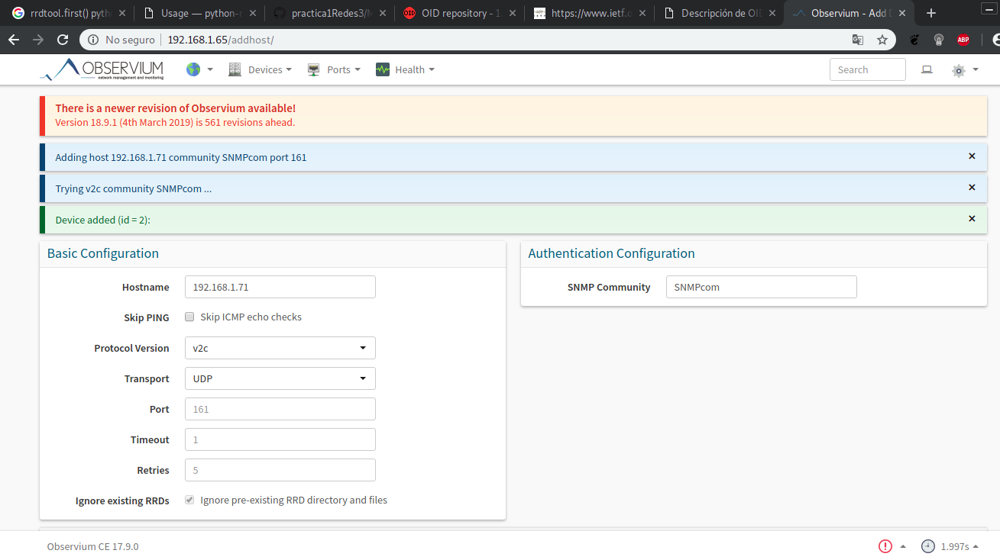 rrdtool.first() pyth
Usage — python-r
practica1Redes3/M
OID repository - 1.
https://www.ietf.o
Descripción de OID
Observium - Add D
No seguro
192.168.1.65/addhost/
ABP
OBSERVIUM
network management and monitoring
Devices
Ports
Health
Search
There is a newer revision of Observium available!
Version 18.9.1 (4th March 2019) is 561 revisions ahead.
Adding host 192.168.1.71 community SNMPcom port 161
Trying v2c community SNMPcom ...
Device added (id = 2):
Basic Configuration
Hostname
192.168.1.71
Skip PING
Skip ICMP echo checks
Protocol Version
v2c
Transport
UDP
Port
161
Timeout
1
Retries
5
Ignore existing RRDs
Ignore pre-existing RRD directory and files
Authentication Configuration
SNMP Community
SNMPcom
Observium CE 17.9.0
1.997s